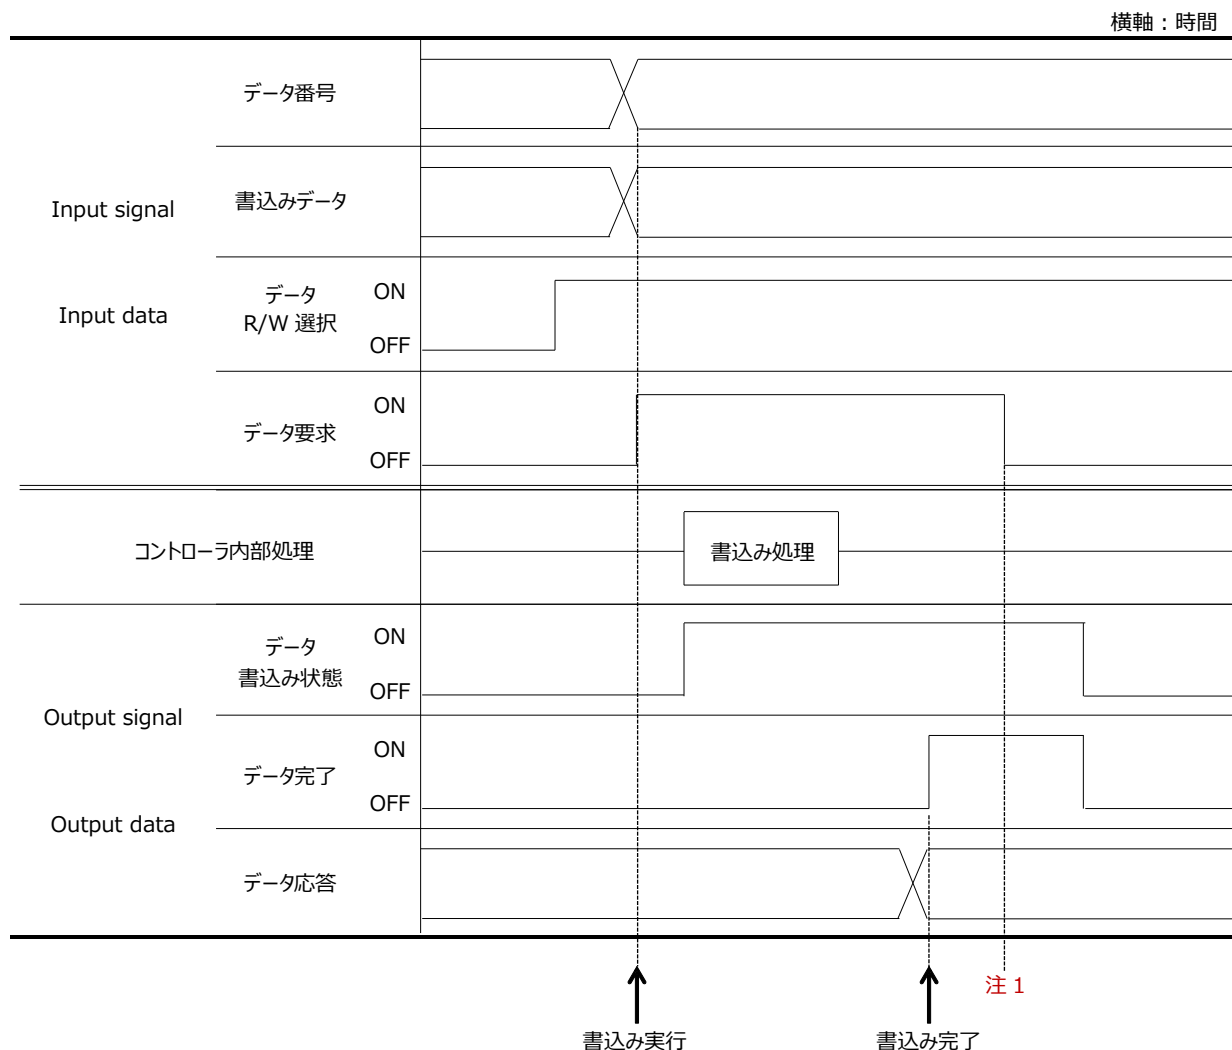 横軸：時間
データ番号
Input signal
書込みデータ
Input data
データ
R/W 選択
ON
OFF
データ要求
ON
OFF
コントローラ内部処理
書込み処理
Output signal
データ
書込み状態
ON
OFF
Output data
データ完了
ON
OFF
データ応答
注 1
書込み実行
書込み完了